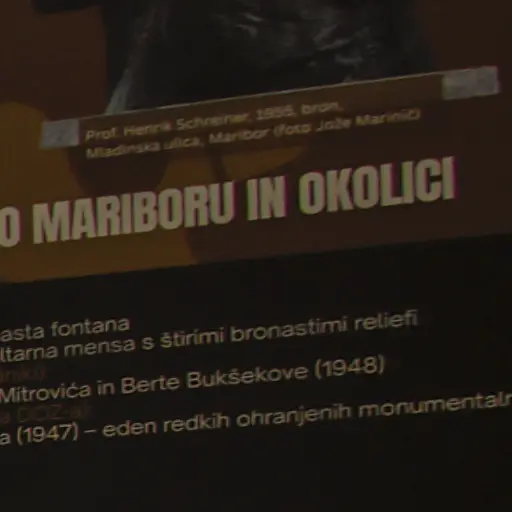 Prof. Henrik Schreiner, 1955, bron,
Mladinska ulica, Maribor (foto Jože Marinič)
O MARIBORU IN OKOLICI
asta fontana
ltarna mensa s štirimi bronastimi reliefi
Mitrovića in Berte Bukšekove (1948)
a (1947) – eden redkih ohranjenih monumentaln